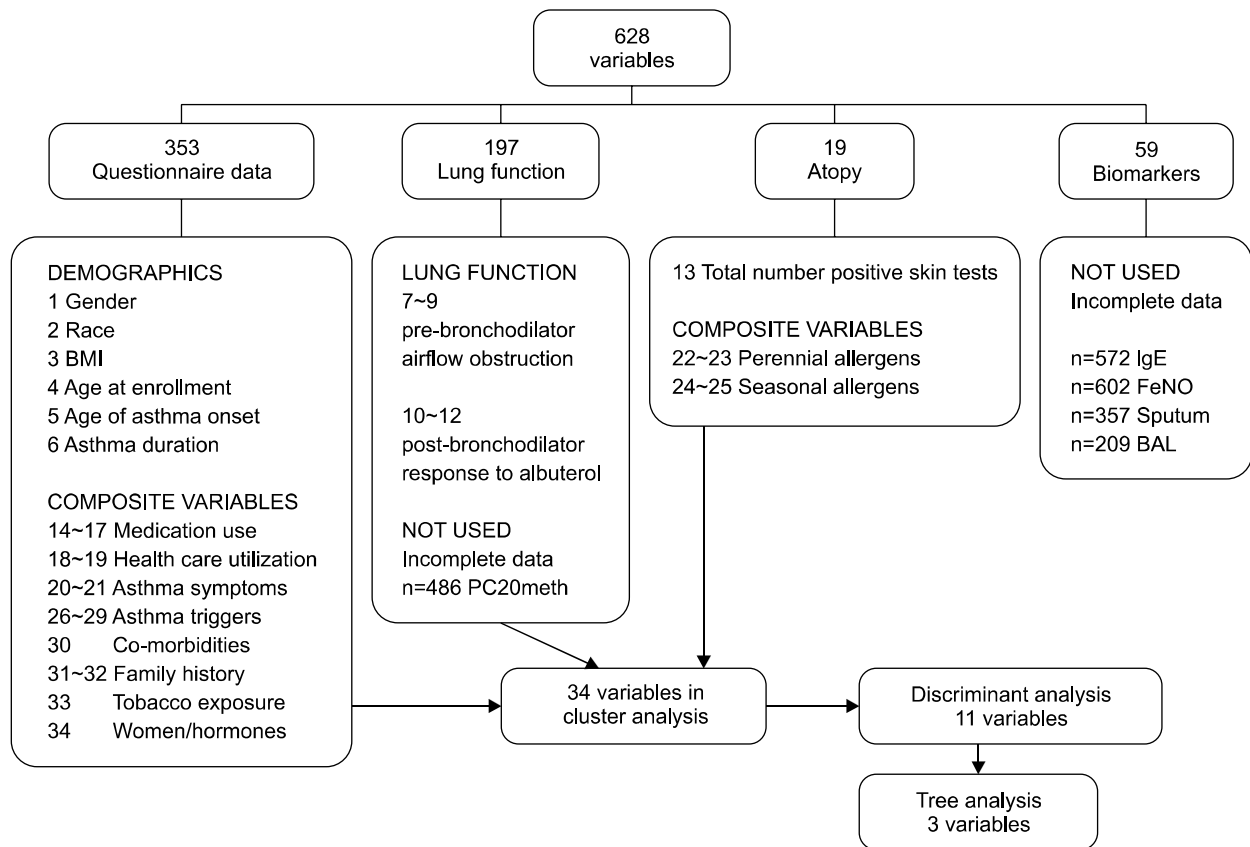 628
variables
353
Questionnaire data
197
Lung function
19
Atopy
59
Biomarkers
DEMOGRAPHICS
1 Gender
2 Race
3 BMI
4 Age at enrollment
5 Age of asthma onset
6 Asthma duration
COMPOSITE VARIABLES
14~17 Medication use
18~19 Health care utilization
20~21 Asthma symptoms
26~29 Asthma triggers
30 Co-morbidities
31~32 Family history
33 Tobacco exposure
34 Women/hormones
LUNG FUNCTION
7~9
pre-bronchodilator
airflow obstruction
10~12
post-bronchodilator
response to albuterol
NOT USED
Incomplete data
n=486 PC20meth
13 Total number positive skin tests
COMPOSITE VARIABLES
22~23 Perennial allergens
24~25 Seasonal allergens
NOT USED
Incomplete data
n=572 IgE
n=602 FeNO
n=357 Sputum
n=209 BAL
34 variables in
cluster analysis
Discriminant analysis
11 variables
Tree analysis
3 variables